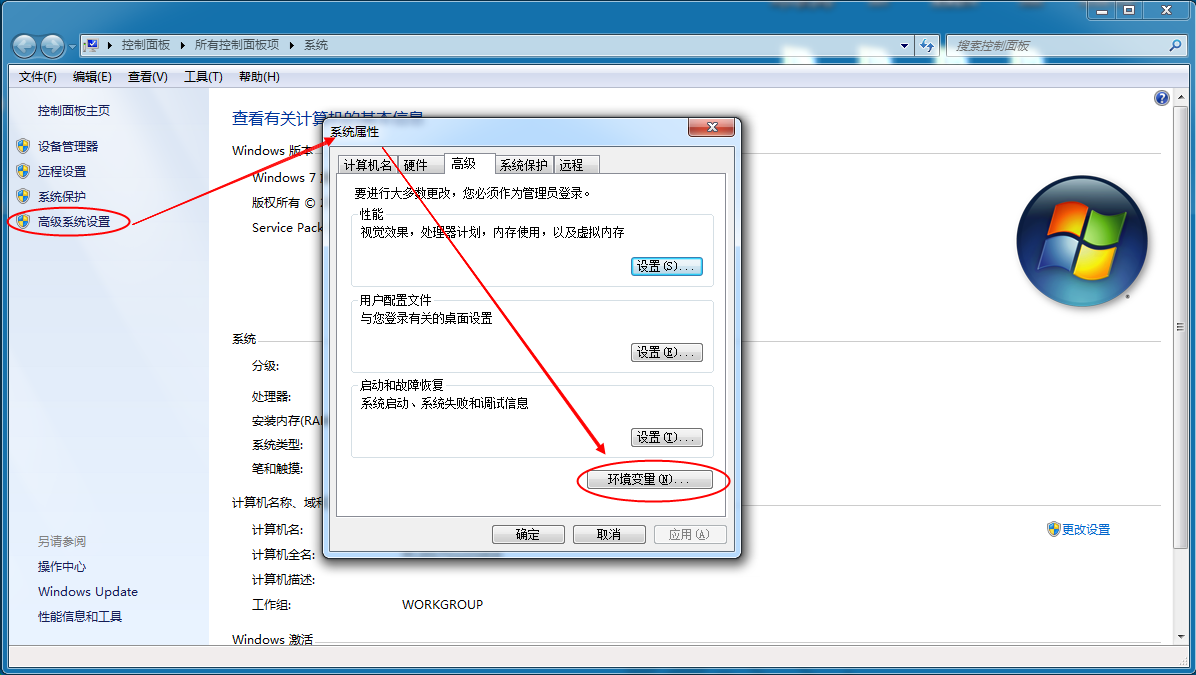 控制面板 ▸ 所有控制面板项 ▸ 系统
搜索控制面板
文件(F) 编辑(E) 查看(V) 工具(T) 帮助(H)
控制面板主页
设备管理器
远程设置
系统保护
高级系统设置
另请参阅
操作中心
Windows Update
性能信息和工具
查看有关计算机的基本信息
Windows 版本
Windows 7
版权所有 ©
Service Pack
系统
分级:
处理器:
安装内存(RAM
系统类型:
笔和触摸:
计算机名称、域和
计算机名:
计算机全名:
计算机描述:
工作组: WORKGROUP
更改设置
Windows 激活
系统属性
计算机名 硬件 高级 系统保护 远程
要进行大多数更改，您必须作为管理员登录。
性能
视觉效果，处理器计划，内存使用，以及虚拟内存
设置(S)...
用户配置文件
与您登录有关的桌面设置
设置(E)...
启动和故障恢复
系统启动、系统失败和调试信息
设置(T)...
环境变量(N)...
确定 取消 应用(A)